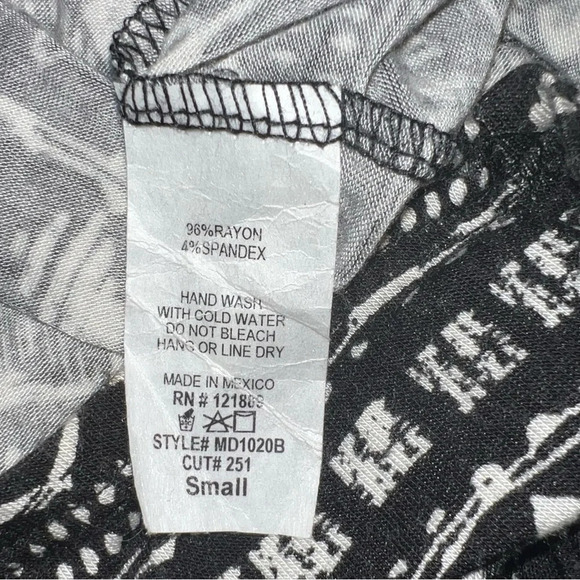 96%RAYON
4%SPANDEX
HAND WASH
WITH COLD WATER
DO NOT BLEACH
HANG OR LINE DRY
MADE IN MEXICO
RN #
STYLE# MD1020B
CUT# 251
Small